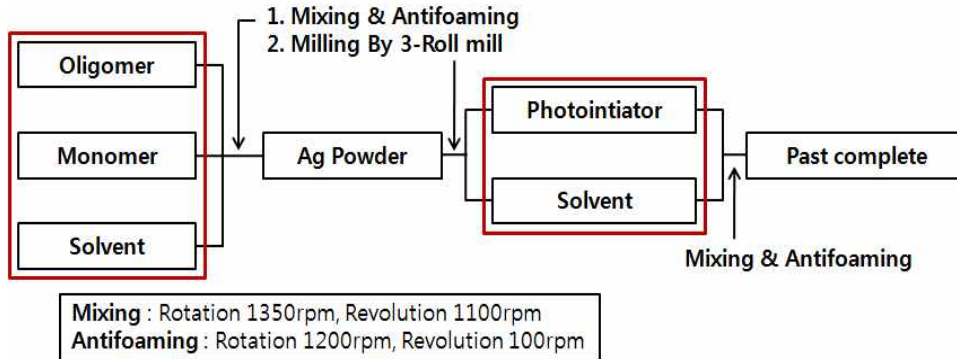 1. Mixing & Antifoaming
2. Milling By 3-Roll mill
Oligomer
Monomer
Solvent
Ag Powder
Photointiator
Solvent
Past complete
Mixing & Antifoaming
Mixing : Rotation 1350rpm, Revolution 1100rpm
Antifoaming : Rotation 1200rpm, Revolution 100rpm